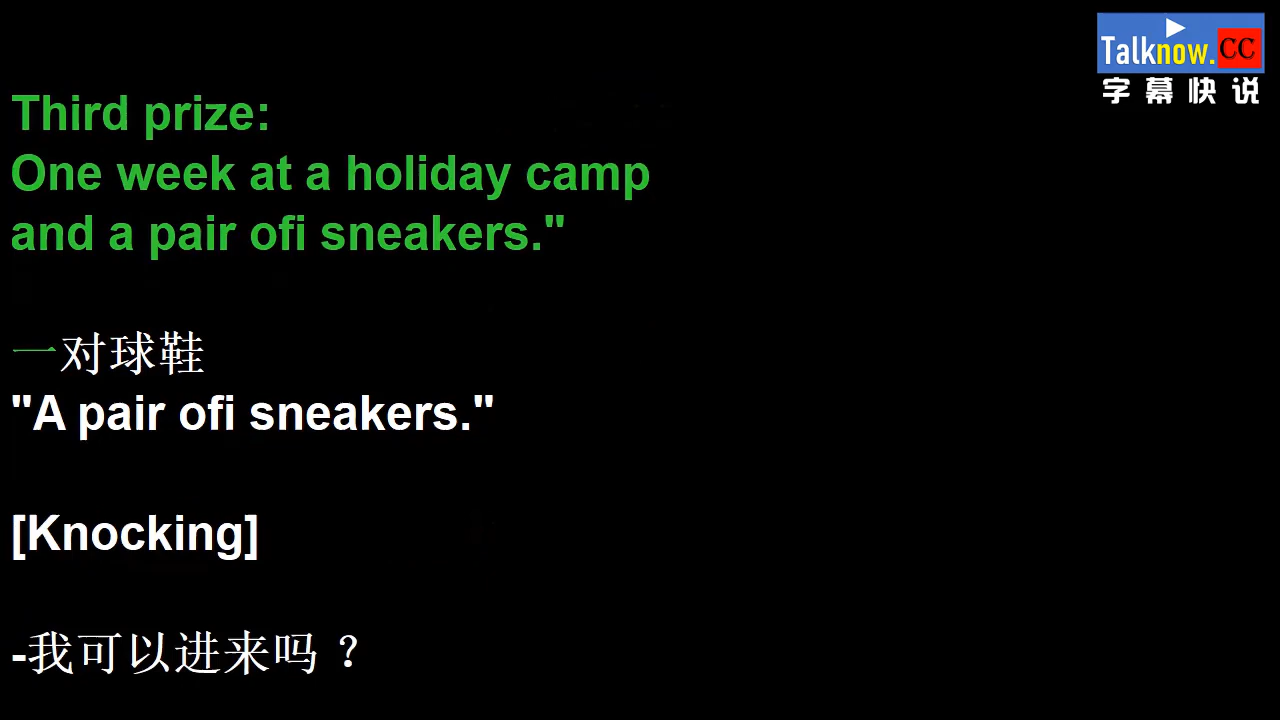 Talknow.CC
字幕快说
Third prize:
One week at a holiday camp
and a pair ofi sneakers."
一对球鞋
"A pair ofi sneakers."
[Knocking]
-我可以进来吗？